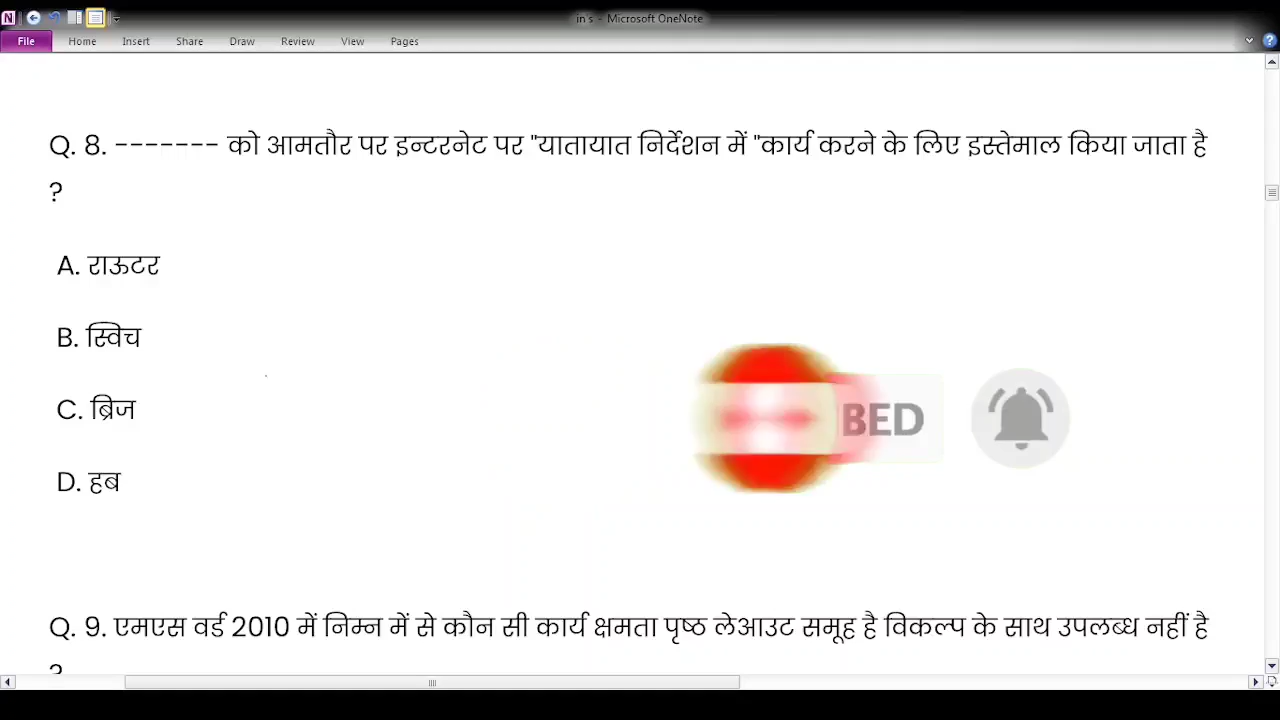 in s - Microsoft OneNote
File Home Insert Share Draw Review View Pages
Q. 8. ------- को आमतौर पर इन्टरनेट पर "यातायात निर्देशन में "कार्य करने के लिए इस्तेमाल किया जाता है
?
A. राऊटर
B. स्विच
C. ब्रिज
D. हब
BED
Q. 9. एमएस वर्ड 2010 में निम्न में से कौन सी कार्य क्षमता पृष्ठ लेआउट समूह है विकल्प के साथ उपलब्ध नहीं है
?